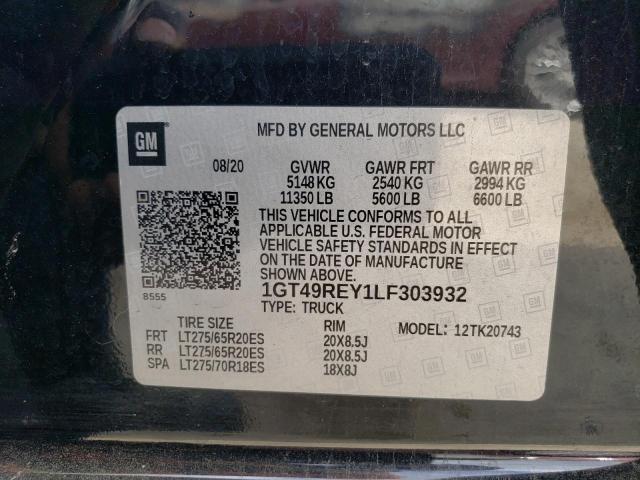 GM
MFD BY GENERAL MOTORS LLC
08/20 GVWR GAWR FRT GAWR RR
5148 KG 2540 KG 2994 KG
11350 LB 5600 LB 6600 LB
THIS VEHICLE CONFORMS TO ALL
APPLICABLE U.S. FEDERAL MOTOR
VEHICLE SAFETY STANDARDS IN EFFECT
ON THE DATE OF MANUFACTURE
SHOWN ABOVE.
8555
1GT49REY1LF303932
TYPE: TRUCK
TIRE SIZE RIM MODEL: 12TK20743
FRT LT275/65R20ES 20X8.5J
RR LT275/65R20ES 20X8.5J
SPA LT275/70R18ES 18X8J